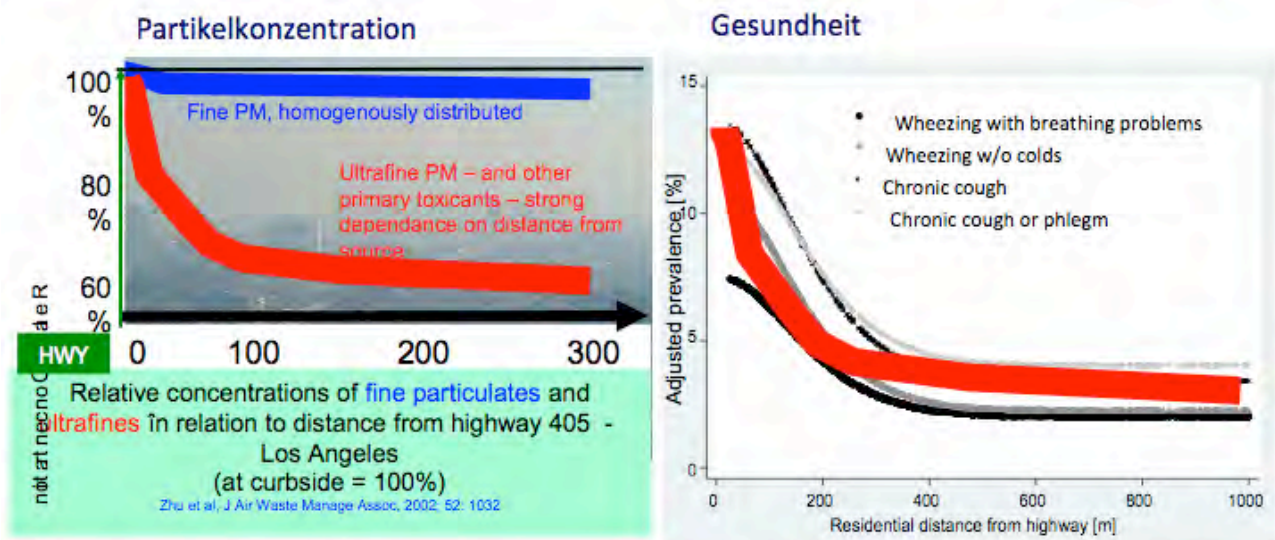 Partikelkonzentration
100
%
Fine PM, homogenously distributed
Ultrafine PM – and other
primary toxicants – strong
dependance on distance from
source
80
%
60
%
HWY
0 100 200 300
Relative concentrations of fine particulates and
ultrafines in relation to distance from highway 405 -
Los Angeles
(at curbside = 100%)
Zhu et al, J Air Waste Manage Assoc, 2002; 52: 1032
Gesundheit
15
10
5
0
Adjusted prevalence [%]
Wheezing with breathing problems
Wheezing w/o colds
Chronic cough
Chronic cough or phlegm
0 200 400 600 800 1000
Residential distance from highway [m]